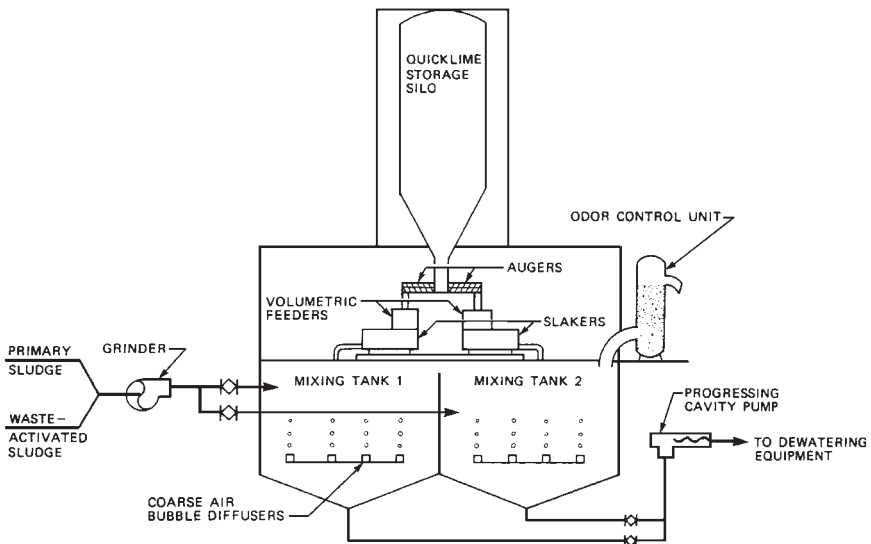 QUICKLIME
STORAGE
SILO
ODOR CONTROL UNIT
AUGERS
VOLUMETRIC
FEEDERS
SLAKERS
PRIMARY
SLUDGE
GRINDER
MIXING TANK 1
MIXING TANK 2
PROGRESSING
CAVITY PUMP
WASTE-
ACTIVATED
SLUDGE
TO DEWATERING
EQUIPMENT
COARSE AIR
BUBBLE DIFFUSERS